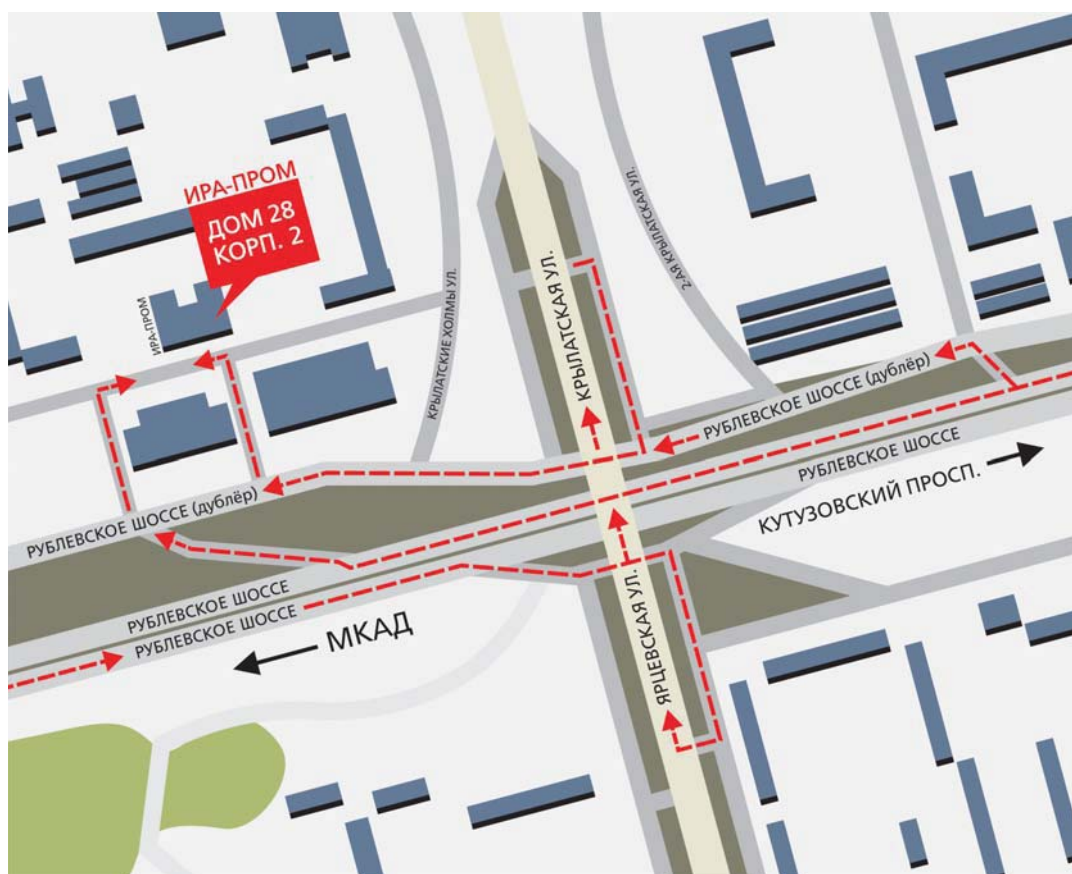 ИРА-ПРОМ
ДОМ 28
КОРП. 2
ИРА-ПРОМ
КРЫЛАТСКИЕ ХОЛМЫ УЛ.
КРЫЛАТСКАЯ УЛ.
2-АЯ КРЫЛАТСКАЯ УЛ.
РУБЛЕВСКОЕ ШОССЕ (дублёр)
РУБЛЕВСКОЕ ШОССЕ
КУТУЗОВСКИЙ ПРОСП.
РУБЛЕВСКОЕ ШОССЕ (дублёр)
РУБЛЕВСКОЕ ШОССЕ
РУБЛЕВСКОЕ ШОССЕ
МКАД
ЯРЦЕВСКАЯ УЛ.